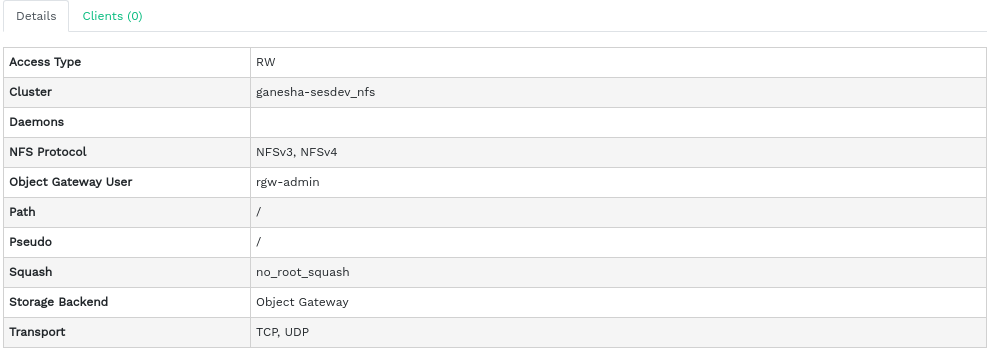 Details Clients (0)
Access Type RW
Cluster ganesha-sesdev_nfs
Daemons
NFS Protocol NFSv3, NFSv4
Object Gateway User rgw-admin
Path /
Pseudo /
Squash no_root_squash
Storage Backend Object Gateway
Transport TCP, UDP